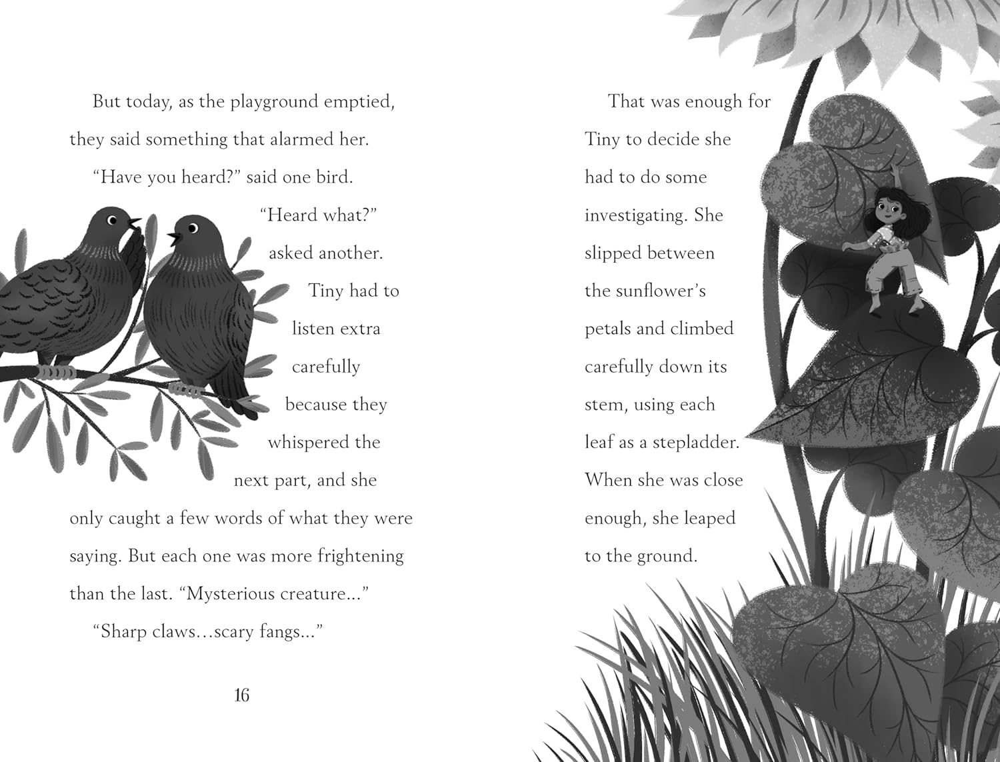 But today, as the playground emptied,
they said something that alarmed her.
“Have you heard?” said one bird.
“Heard what?”
asked another.
Tiny had to
listen extra
carefully
because they
whispered the
next part, and she
only caught a few words of what they were
saying. But each one was more frightening
than the last. “Mysterious creature...”
“Sharp claws...scary fangs...”
16
That was enough for
Tiny to decide she
had to do some
investigating. She
slipped between
the sunflower’s
petals and climbed
carefully down its
stem, using each
leaf as a stepladder.
When she was close
enough, she leaped
to the ground.